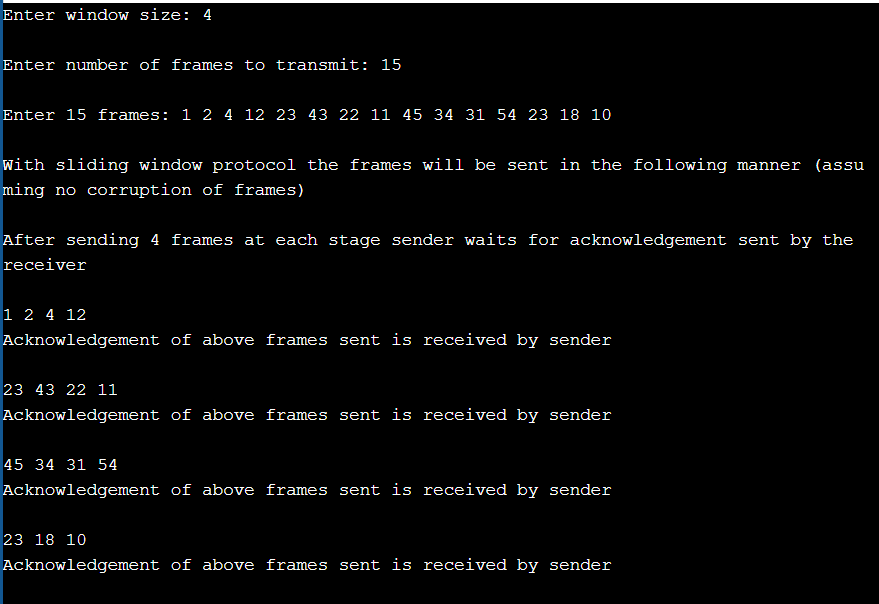 Enter window size: 4
Enter number of frames to transmit: 15
Enter 15 frames: 1 2 4 12 23 43 22 11 45 34 31 54 23 18 10
With sliding window protocol the frames will be sent in the following manner (assu
ming no corruption of frames)
After sending 4 frames at each stage sender waits for acknowledgement sent by the
receiver
1 2 4 12
Acknowledgement of above frames sent is received by sender
23 43 22 11
Acknowledgement of above frames sent is received by sender
45 34 31 54
Acknowledgement of above frames sent is received by sender
23 18 10
Acknowledgement of above frames sent is received by sender